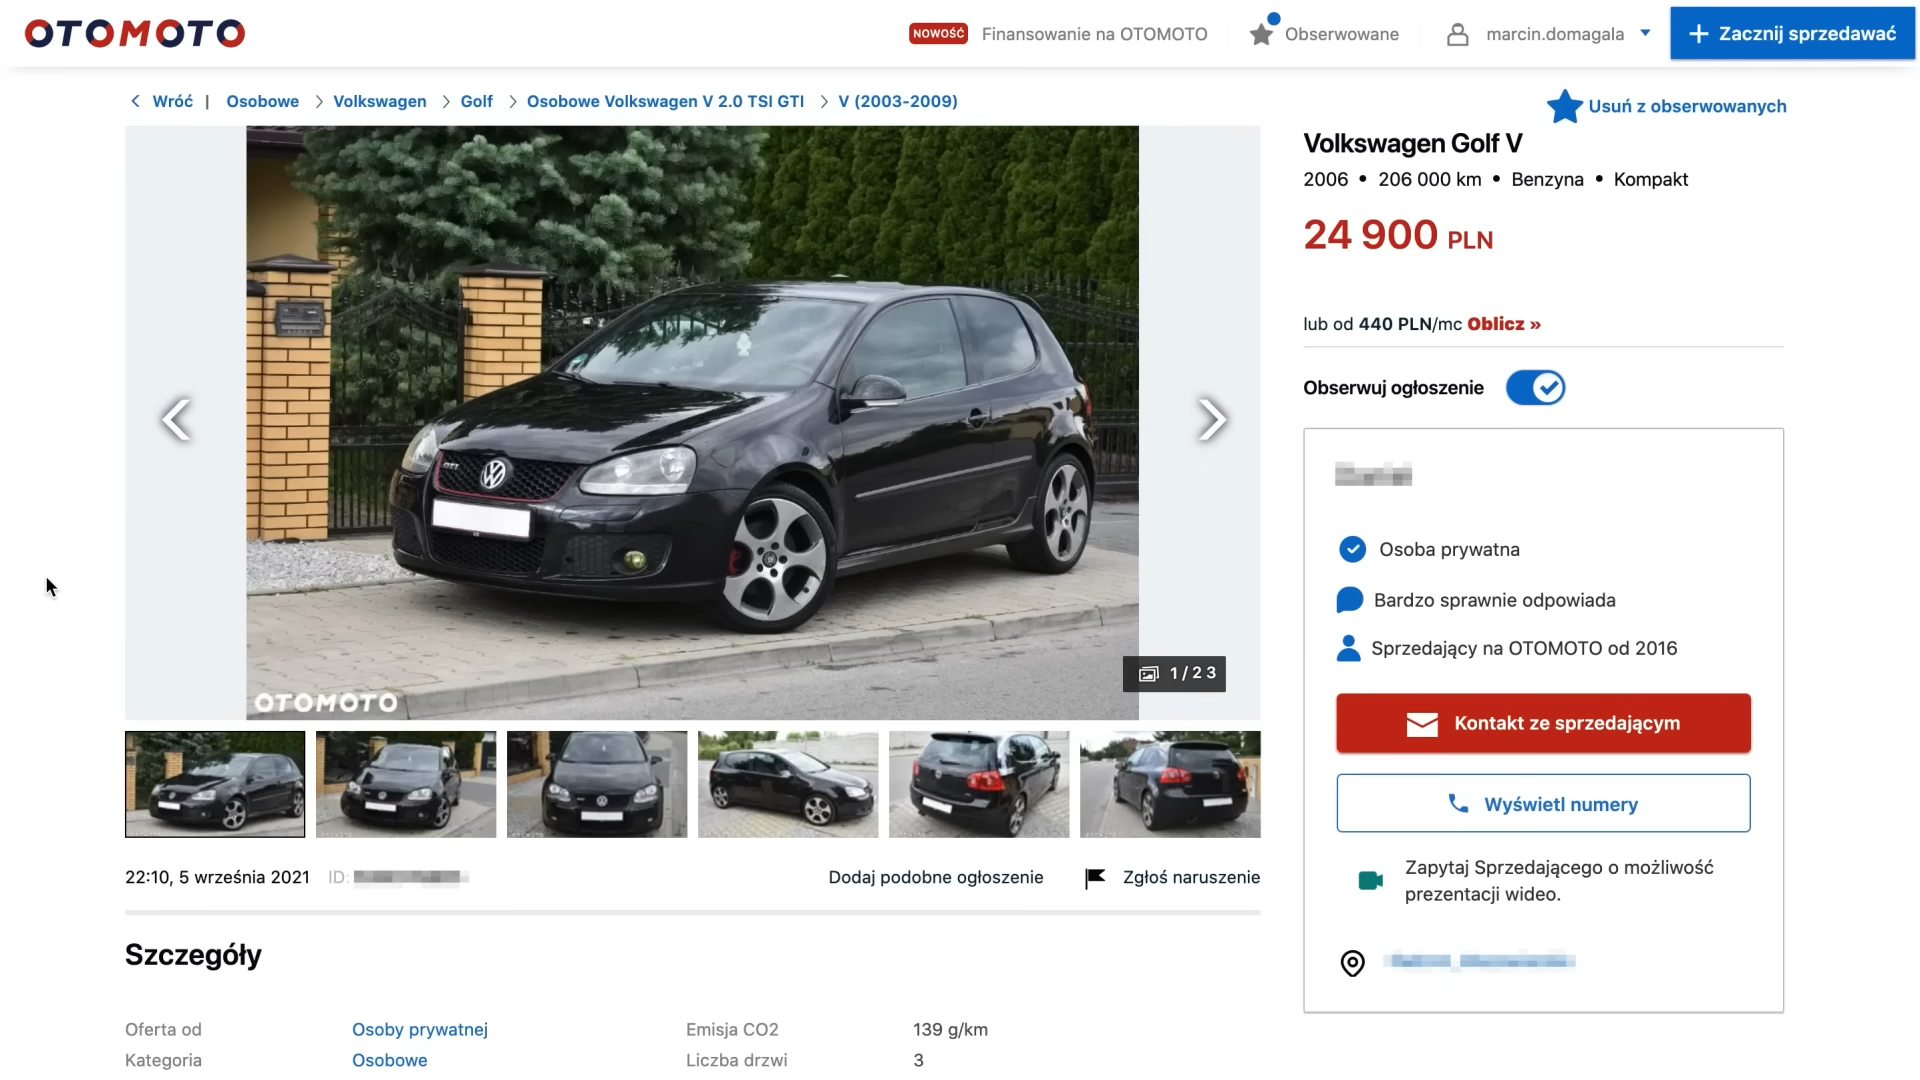 OTOMOTO
NOWOŚĆ Finansowanie na OTOMOTO
Obserwowane
marcin.domagala
+ Zacznij sprzedawać
Wróć | Osobowe > Volkswagen > Golf > Osobowe Volkswagen V 2.0 TSI GTI > V (2003-2009)
Usuń z obserwowanych
Volkswagen Golf V
2006 • 206 000 km • Benzyna • Kompakt
24 900 PLN
lub od 440 PLN/mc Oblicz »
Obserwuj ogłoszenie
GTI
OTOMOTO
1/23
Osoba prywatna
Bardzo sprawnie odpowiada
Sprzedający na OTOMOTO od 2016
Kontakt ze sprzedającym
Wyświetl numery
Zapytaj Sprzedającego o możliwość
prezentacji wideo.
22:10, 5 września 2021 ID:
Dodaj podobne ogłoszenie
Zgłoś naruszenie
Szczegóły
Oferta od Osoby prywatnej Emisja CO2 139 g/km
Kategoria Osobowe Liczba drzwi 3